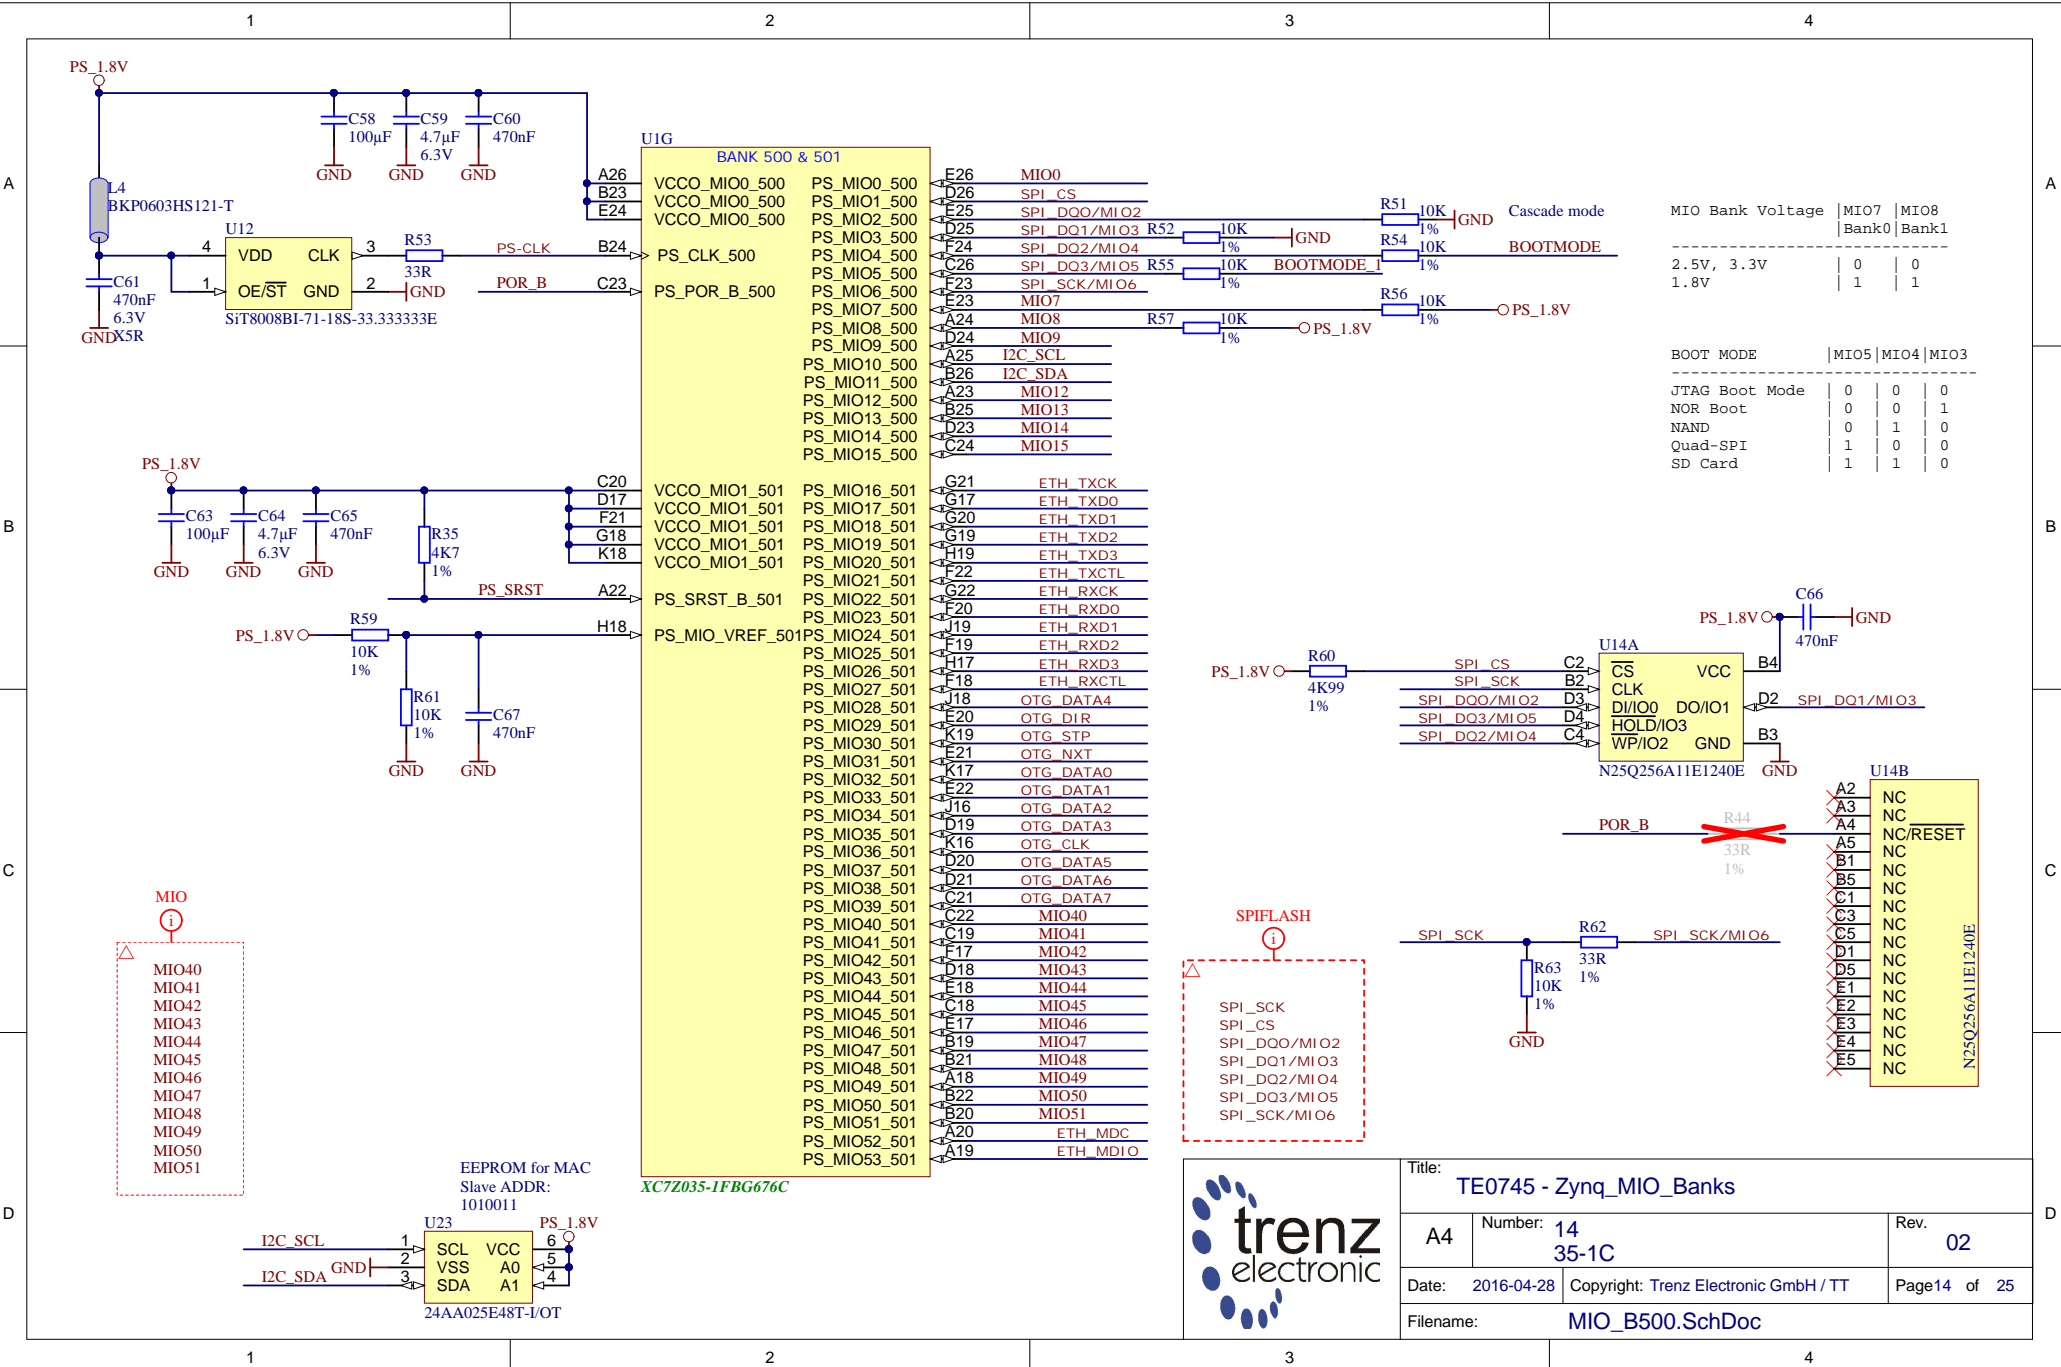 1 2 3 4
A
B
C
D
PS_1.8V
C58
100µF
GND
C59
4.7µF
6.3V
GND
C60
470nF
GND
L4
BKP0603HS121-T
C61
470nF
6.3V
X5R
GND
U12
4 VDD CLK 3
1 OE/ST GND 2 GND
SiT8008BI-71-18S-33.333333E
R53
33R
PS-CLK
POR_B
U1G
BANK 500 & 501
A26 VCCO_MIO0_500
B23 VCCO_MIO0_500
E24 VCCO_MIO0_500
B24 PS_CLK_500
C23 PS_POR_B_500
PS_MIO0_500 E26 MIO0
PS_MIO1_500 D26 SPI_CS
PS_MIO2_500 E25 SPI_DQ0/MIO2
PS_MIO3_500 D25 SPI_DQ1/MIO3
PS_MIO4_500 F24 SPI_DQ2/MIO4
PS_MIO5_500 C26 SPI_DQ3/MIO5
PS_MIO6_500 F23 SPI_SCK/MIO6
PS_MIO7_500 E23 MIO7
PS_MIO8_500 A24 MIO8
PS_MIO9_500 D24 MIO9
PS_MIO10_500 A25 I2C_SCL
PS_MIO11_500 B26 I2C_SDA
PS_MIO12_500 A23 MIO12
PS_MIO13_500 B25 MIO13
PS_MIO14_500 D23 MIO14
PS_MIO15_500 C24 MIO15
R51 10K 1% GND Cascade mode
R52 10K 1% GND
R54 10K 1% BOOTMODE
R55 10K 1% BOOTMODE_1
R56 10K 1% PS_1.8V
R57 10K 1% PS_1.8V
MIO Bank Voltage |MIO7 |MIO8
|Bank0|Bank1
-----------------------------
2.5V, 3.3V | 0 | 0
1.8V | 1 | 1
BOOT MODE |MIO5|MIO4|MIO3
--------------------------------
JTAG Boot Mode | 0 | 0 | 0
NOR Boot | 0 | 0 | 1
NAND | 0 | 1 | 0
Quad-SPI | 1 | 0 | 0
SD Card | 1 | 1 | 0
PS_1.8V
C63
100µF
GND
C64
4.7µF
6.3V
GND
C65
470nF
GND
R35
4K7
1%
PS_SRST
C20 VCCO_MIO1_501
D17 VCCO_MIO1_501
F21 VCCO_MIO1_501
G18 VCCO_MIO1_501
K18 VCCO_MIO1_501
A22 PS_SRST_B_501
H18 PS_MIO_VREF_501
PS_1.8V
R59
10K
1%
R61
10K
1%
GND
C67
470nF
GND
PS_MIO16_501 G21 ETH_TXCK
PS_MIO17_501 G17 ETH_TXD0
PS_MIO18_501 G20 ETH_TXD1
PS_MIO19_501 G19 ETH_TXD2
PS_MIO20_501 H19 ETH_TXD3
PS_MIO21_501 F22 ETH_TXCTL
PS_MIO22_501 G22 ETH_RXCK
PS_MIO23_501 F20 ETH_RXD0
PS_MIO24_501 J19 ETH_RXD1
PS_MIO25_501 F19 ETH_RXD2
PS_MIO26_501 H17 ETH_RXD3
PS_MIO27_501 F18 ETH_RXCTL
PS_MIO28_501 J18 OTG_DATA4
PS_MIO29_501 E20 OTG_DIR
PS_MIO30_501 K19 OTG_STP
PS_MIO31_501 E21 OTG_NXT
PS_MIO32_501 K17 OTG_DATA0
PS_MIO33_501 E22 OTG_DATA1
PS_MIO34_501 J16 OTG_DATA2
PS_MIO35_501 D19 OTG_DATA3
PS_MIO36_501 K16 OTG_CLK
PS_MIO37_501 D20 OTG_DATA5
PS_MIO38_501 D21 OTG_DATA6
PS_MIO39_501 C21 OTG_DATA7
PS_MIO40_501 C22 MIO40
PS_MIO41_501 C19 MIO41
PS_MIO42_501 F17 MIO42
PS_MIO43_501 D18 MIO43
PS_MIO44_501 E18 MIO44
PS_MIO45_501 C18 MIO45
PS_MIO46_501 E17 MIO46
PS_MIO47_501 B19 MIO47
PS_MIO48_501 B21 MIO48
PS_MIO49_501 A18 MIO49
PS_MIO50_501 B22 MIO50
PS_MIO51_501 B20 MIO51
PS_MIO52_501 A20 ETH_MDC
PS_MIO53_501 A19 ETH_MDIO
XC7Z035-1FBG676C
C66
470nF
PS_1.8V GND
PS_1.8V
R60
4K99
1%
U14A
SPI_CS C2 CS VCC B4
SPI_SCK B2 CLK
SPI_DQ0/MIO2 D3 DI/IO0 DO/IO1 D2 SPI_DQ1/MIO3
SPI_DQ3/MIO5 D4 HOLD/IO3
SPI_DQ2/MIO4 C4 WP/IO2 GND B3
N25Q256A11E1240E GND
U14B
A2 NC
A3 NC
A4 NC/RESET
A5 NC
B1 NC
B5 NC
C1 NC
C3 NC
C5 NC
D1 NC
D5 NC
E1 NC
E2 NC
E3 NC
E4 NC
E5 NC
N25Q256A11E1240E
POR_B
R44
33R
1%
SPI_SCK
R62
33R
1%
SPI_SCK/MIO6
R63
10K
1%
GND
MIO
i
MIO40
MIO41
MIO42
MIO43
MIO44
MIO45
MIO46
MIO47
MIO48
MIO49
MIO50
MIO51
SPIFLASH
i
SPI_SCK
SPI_CS
SPI_DQ0/MIO2
SPI_DQ1/MIO3
SPI_DQ2/MIO4
SPI_DQ3/MIO5
SPI_SCK/MIO6
EEPROM for MAC
Slave ADDR:
1010011
U23 PS_1.8V
I2C_SCL 1 SCL VCC 6
GND 2 VSS A0 5
I2C_SDA 3 SDA A1 4
24AA025E48T-I/OT
trenz
electronic
Title:
TE0745 - Zynq_MIO_Banks
A4
Number: 14
35-1C
Rev.
02
Date: 2016-04-28
Copyright: Trenz Electronic GmbH / TT
Page14 of 25
Filename: MIO_B500.SchDoc
A
B
C
D
1 2 3 4